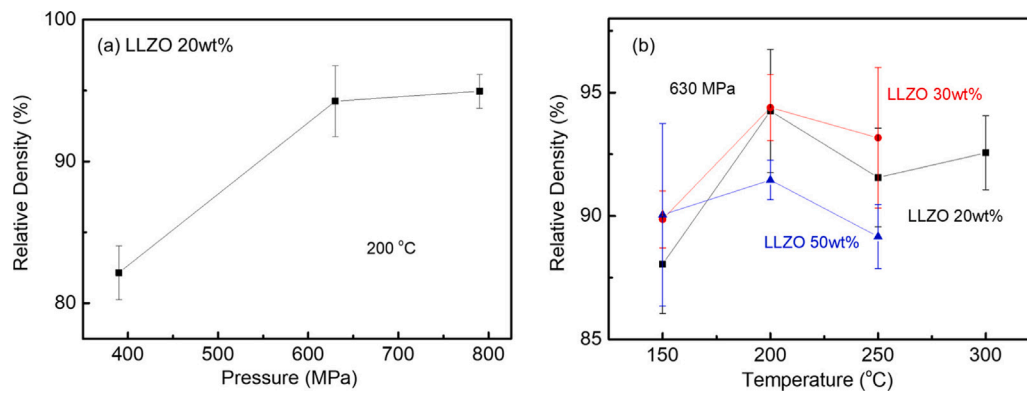 (a) LLZO 20wt%
100
90
80
Relative Density (%)
200 °C
400
500
600
700
800
Pressure (MPa)
(b)
630 MPa
LLZO 30wt%
LLZO 20wt%
LLZO 50wt%
95
90
85
Relative Density (%)
150
200
250
300
Temperature (°C)